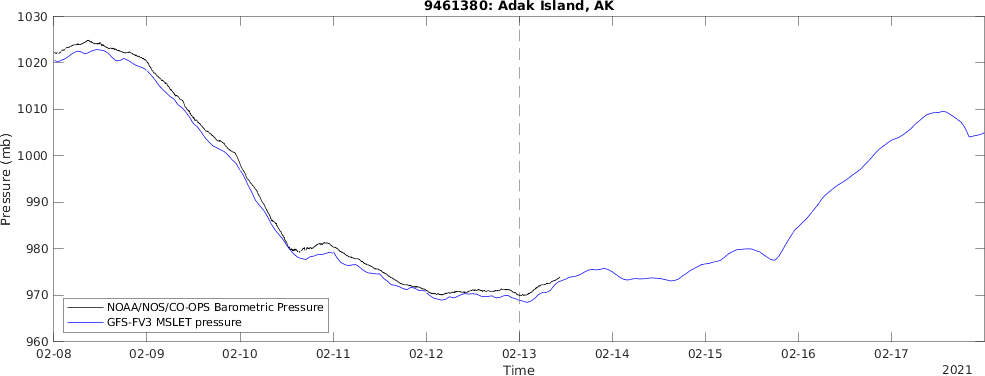 9461380: Adak Island, AK
1030
1020
1010
1000
990
980
970
960
Pressure (mb)
NOAA/NOS/CO-OPS Barometric Pressure
GFS-FV3 MSLET pressure
02-08 02-09 02-10 02-11 02-12 02-13 02-14 02-15 02-16 02-17
Time
2021